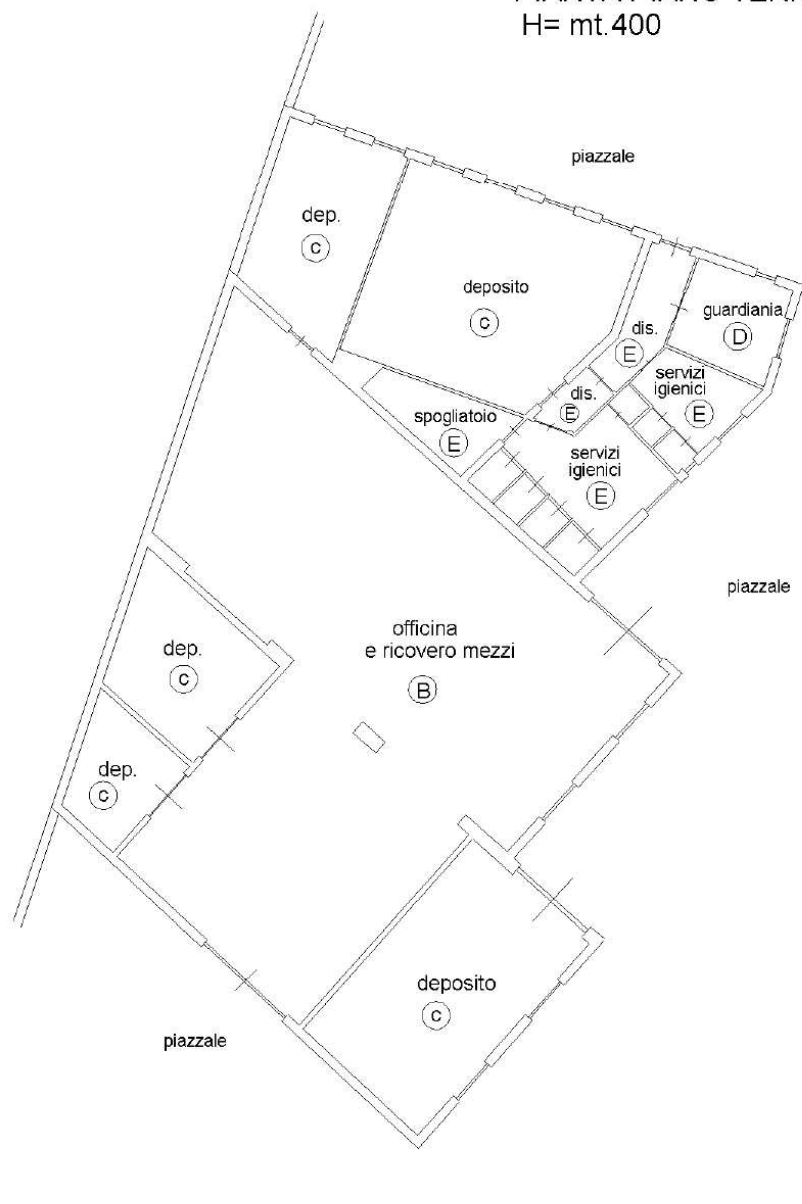 H= mt.400
piazzale
dep.
c
deposito
c
guardiania
D
dis.
E
servizi
igienici
E
dis.
E
spogliatoio
E
servizi
igienici
E
piazzale
officina
e ricovero mezzi
B
dep.
c
dep.
c
deposito
c
piazzale